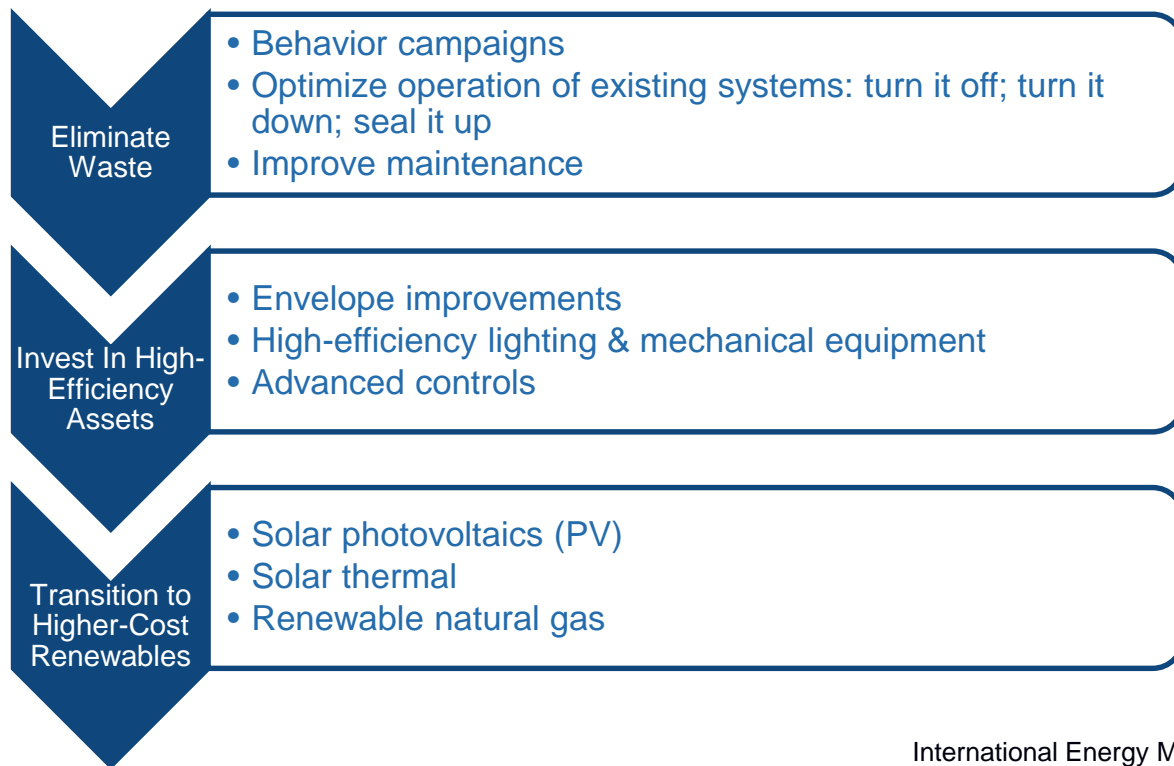 Eliminate
Waste
• Behavior campaigns
• Optimize operation of existing systems: turn it off; turn it
down; seal it up
• Improve maintenance
Invest In High-
Efficiency
Assets
• Envelope improvements
• High-efficiency lighting & mechanical equipment
• Advanced controls
Transition to
Higher-Cost
Renewables
• Solar photovoltaics (PV)
• Solar thermal
• Renewable natural gas
International Energy M